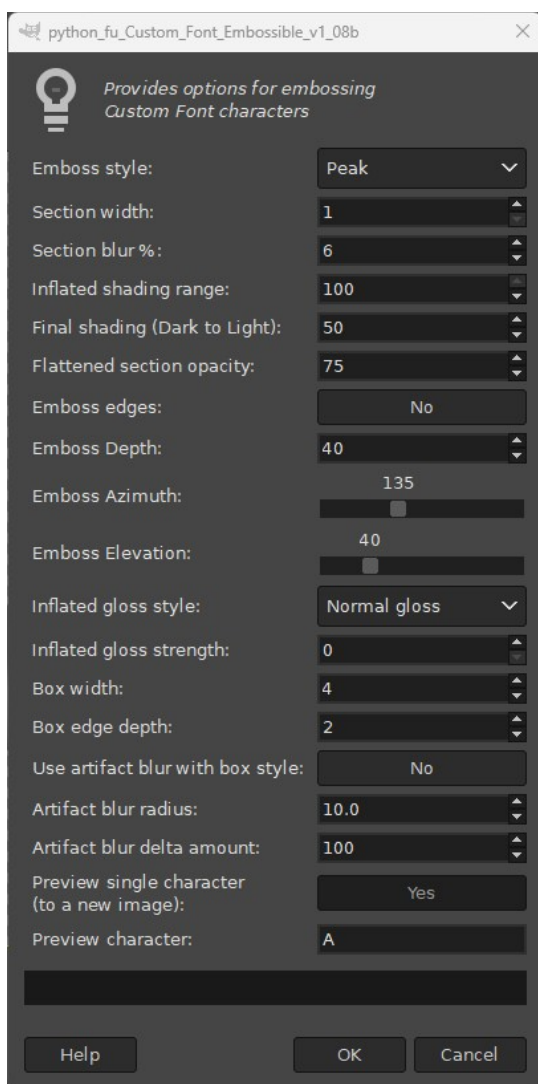 python_fu_Custom_Font_Embossible_v1_08b
Provides options for embossing
Custom Font characters
Emboss style: Peak
Section width: 1
Section blur %: 6
Inflated shading range: 100
Final shading (Dark to Light): 50
Flattened section opacity: 75
Emboss edges: No
Emboss Depth: 40
135
Emboss Azimuth:
40
Emboss Elevation:
Inflated gloss style: Normal gloss
Inflated gloss strength: 0
Box width: 4
Box edge depth: 2
Use artifact blur with box style: No
Artifact blur radius: 10.0
Artifact blur delta amount: 100
Preview single character
(to a new image): Yes
Preview character: A
Help OK Cancel